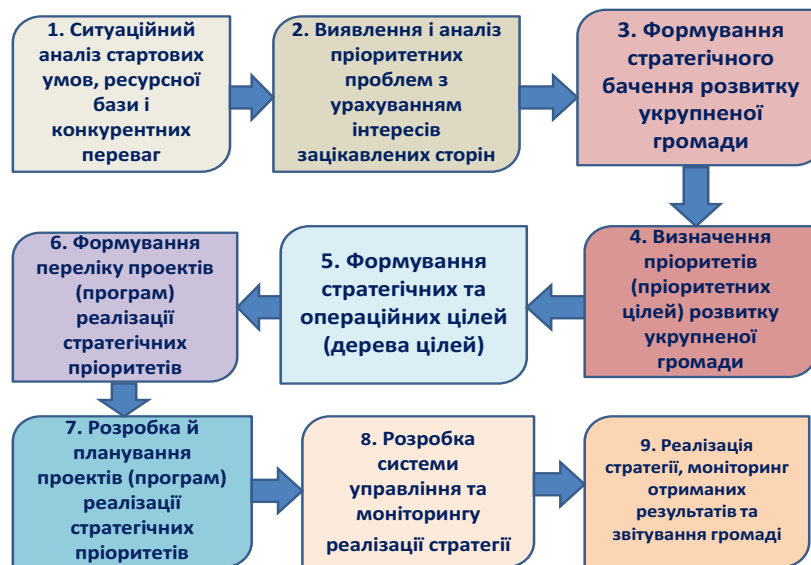 1. Ситуаційний
аналіз стартових
умов, ресурсної
бази і
конкурентних
переваг
2. Виявлення і аналіз
пріоритетних
проблем з
урахуванням
інтересів
зацікавлених сторін
3. Формування
стратегічного
бачення розвитку
укрупненої
громади
4. Визначення
пріоритетів
(пріоритетних
цілей) розвитку
укрупненої
громади
5. Формування
стратегічних та
операційних цілей
(дерева цілей)
6. Формування
переліку проектів
(програм)
реалізації
стратегічних
пріоритетів
7. Розробка й
планування
проектів (програм)
реалізації
стратегічних
пріоритетів
8. Розробка
системи
управління та
моніторингу
реалізації стратегії
9. Реалізація
стратегії, моніторинг
отриманих
результатів та
звітування громаді